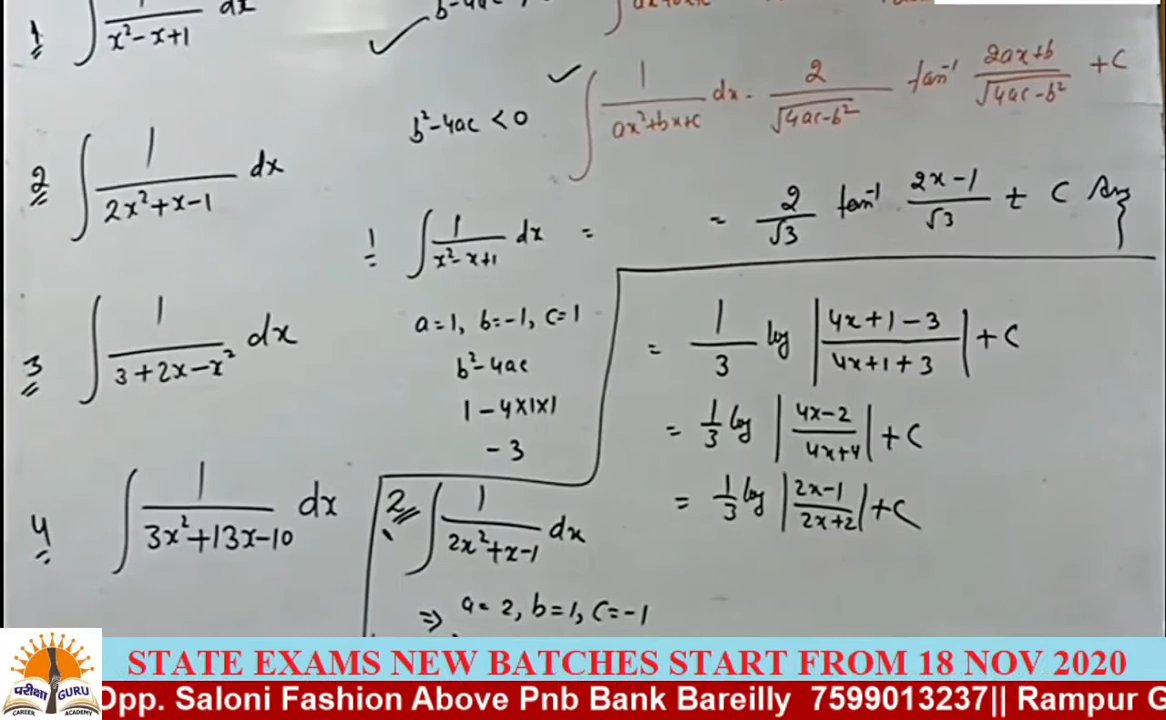 1 ∫ 1/(x²-x+1) dx
b²-4ac
2 ∫ 1/(2x²+x-1) dx
3 ∫ 1/(3+2x-x²) dx
4 ∫ 1/(3x²+13x-10) dx
b²-4ac <0
✓ ∫ 1/(ax²+bx+c) dx = 2/√(4ac-b²) tan⁻¹ (2ax+b)/√(4ac-b²) + C
1 ∫ 1/(x²-x+1) dx =
= 2/√3 tan⁻¹ (2x-1)/√3 + C Ans
a=1, b=-1, c=1
b²-4ac
1-4×1×1
-3
2 ∫ 1/(2x²+x-1) dx
⇒ a=2, b=1, c=-1
= 1/3 log |(4x+1-3)/(4x+1+3)| + C
= 1/3 log |(4x-2)/(4x+4)| + C
= 1/3 log |(2x-1)/(2x+2)| + C
परीक्षा GURU
CAREER ACADEMY
STATE EXAMS NEW BATCHES START FROM 18 NOV 2020
Opp. Saloni Fashion Above Pnb Bank Bareilly 7599013237|| Rampur G